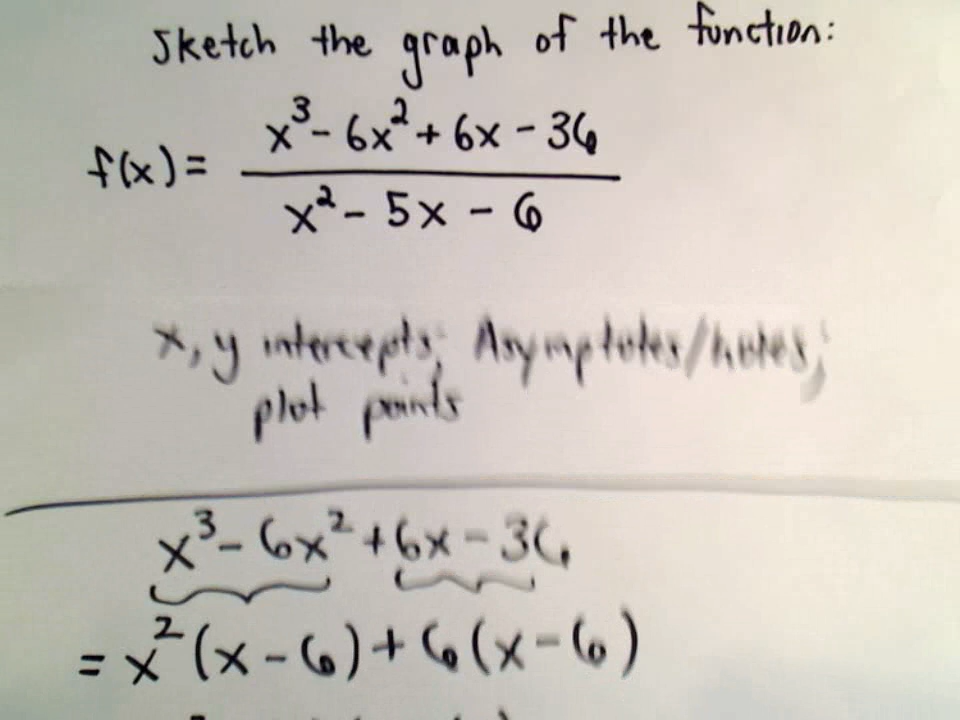 Sketch the graph of the function:
f(x) = x³ - 6x² + 6x - 36 / x² - 5x - 6
x, y intercepts; Asymptotes/holes;
plot points
x³ - 6x² + 6x - 36
= x² (x - 6) + 6 (x - 6)